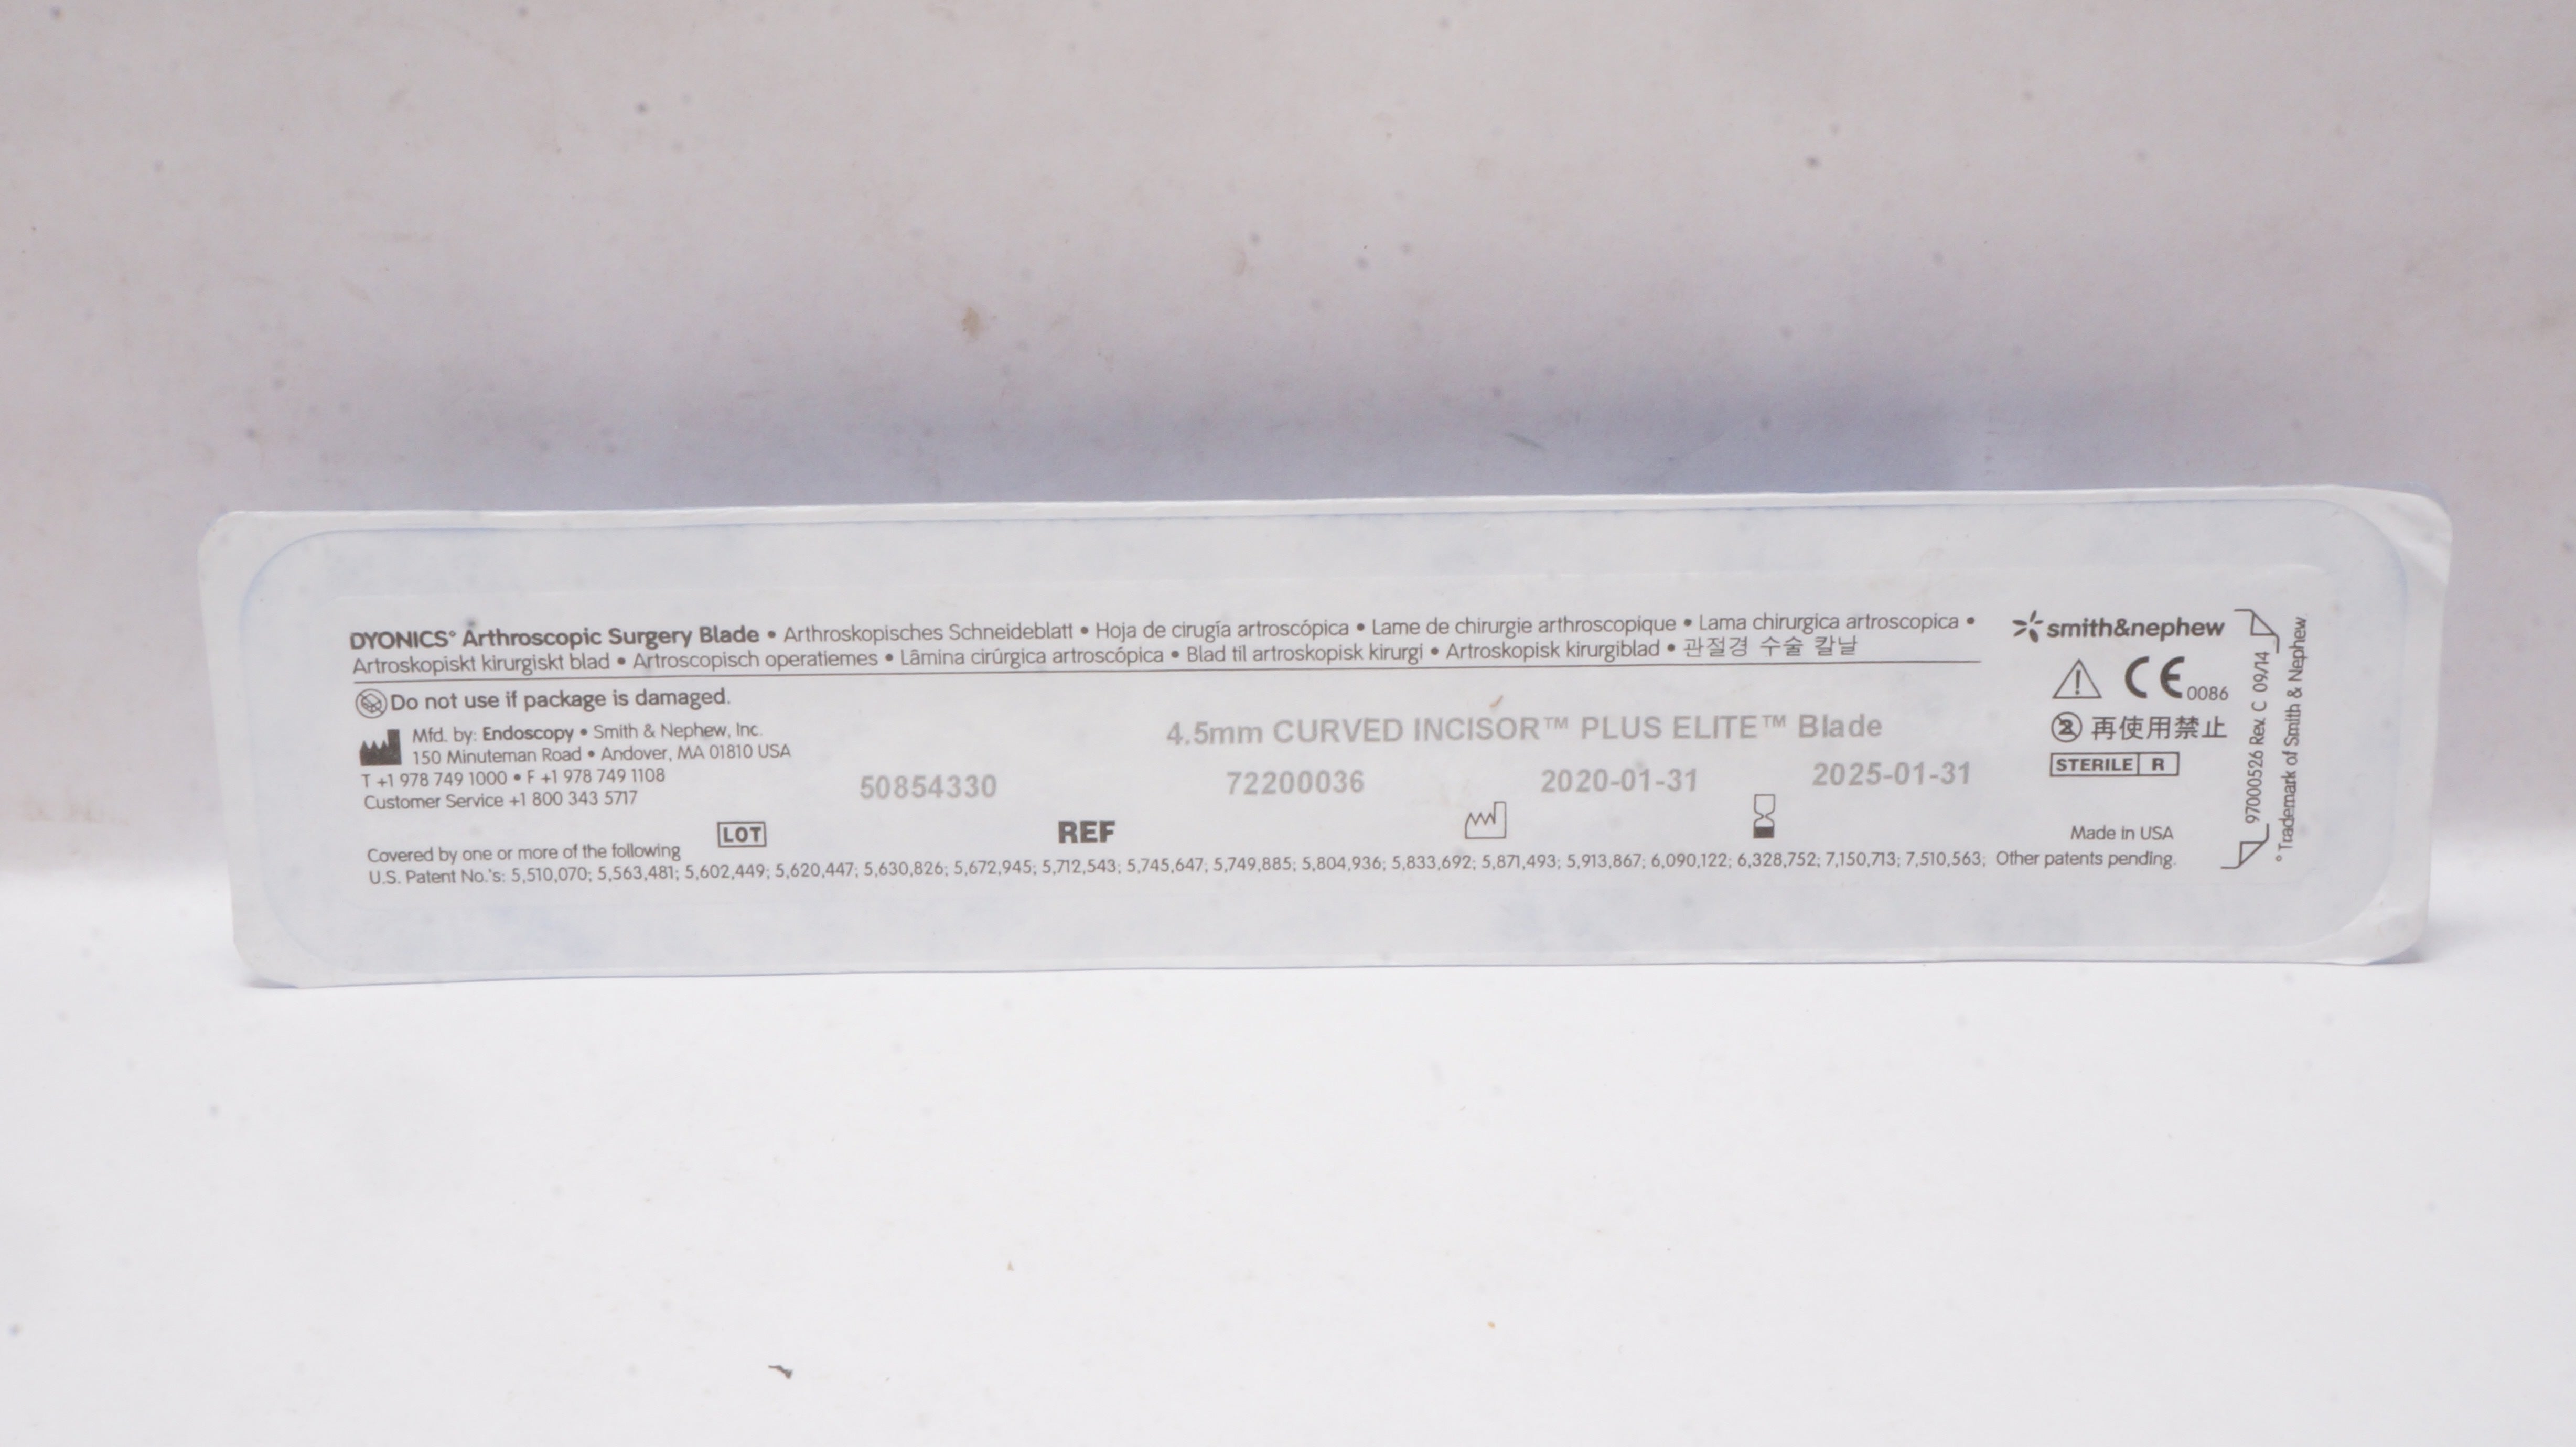 DYONICS° Arthroscopic Surgery Blade • Arthroskopisches Schneideblatt • Hoja de cirugía artroscópica • Lame de chirurgie arthroscopique • Lama chirurgica artroscopica •
Artroskopiskt kirurgiskt blad • Artroscopisch operatiemes • Lâmina cirúrgica artroscópica • Blad til artroskopisk kirurgi • Artroskopisk kirurgiblad • 관절경 수술 칼날
Do not use if package is damaged.
Mfd. by: Endoscopy • Smith & Nephew, Inc.
150 Minuteman Road • Andover, MA 01810 USA
T +1 978 749 1000 • F +1 978 749 1108
Customer Service +1 800 343 5717
4.5mm CURVED INCISOR™ PLUS ELITE™ Blade
LOT 50854330
REF 72200036
2020-01-31
2025-01-31
Covered by one or more of the following
U.S. Patent No.'s: 5,510,070; 5,563,481; 5,602,449; 5,620,447; 5,630,826; 5,672,945; 5,712,543; 5,745,647; 5,749,885; 5,804,936; 5,833,692; 5,871,493; 5,913,867; 6,090,122; 6,328,752; 7,150,713; 7,510,563; Other patents pending.
smith&nephew
CE 0086
2 再使用禁止
STERILE R
Made in USA
97000526 Rev. C 09/14
°Trademark of Smith & Nephew.